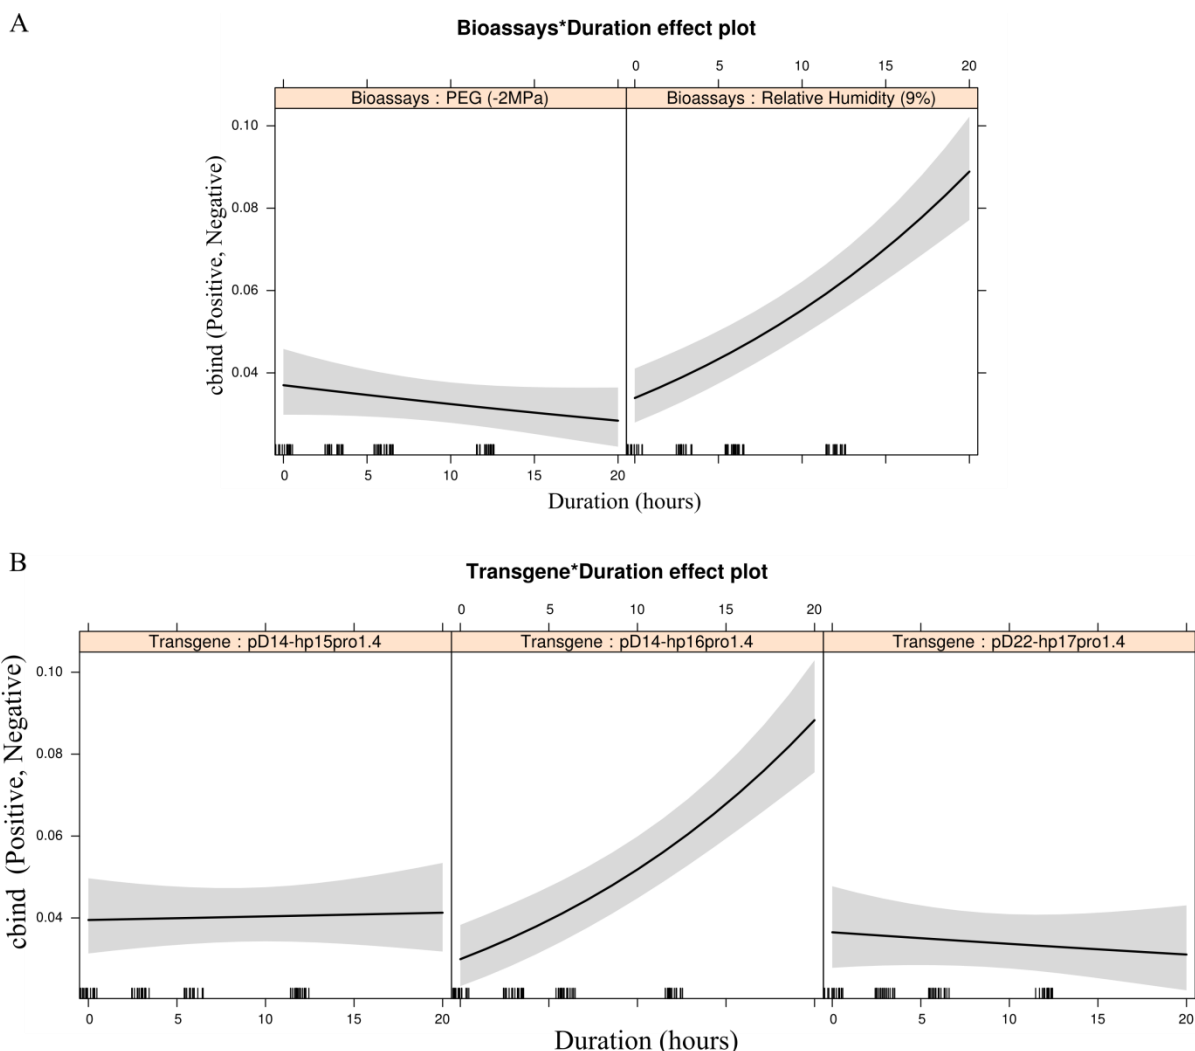 A
Bioassays*Duration effect plot
0 5 10 15 20
Bioassays : PEG (-2MPa) Bioassays : Relative Humidity (9%)
cbind (Positive, Negative)
0.10
0.08
0.06
0.04
0 5 10 15 20
Duration (hours)
B
Transgene*Duration effect plot
0 5 10 15 20
Transgene : pD14-hp15pro1.4 Transgene : pD14-hp16pro1.4 Transgene : pD22-hp17pro1.4
cbind (Positive, Negative)
0.10
0.08
0.06
0.04
0 5 10 15 20 0 5 10 15 20
Duration (hours)